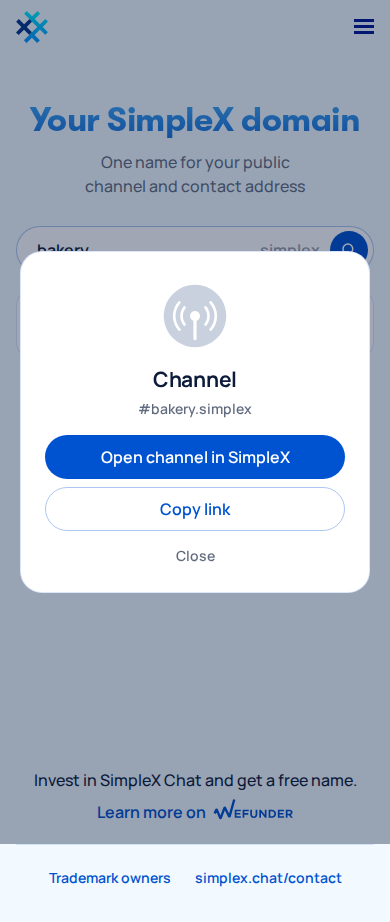 Your SimpleX domain
One name for your public
channel and contact address
bakery
Channel
#bakery.simplex
Open channel in SimpleX
Copy link
Close
Invest in SimpleX Chat and get a free name.
Learn more on WEFUNDER
Trademark owners simplex.chat/contact